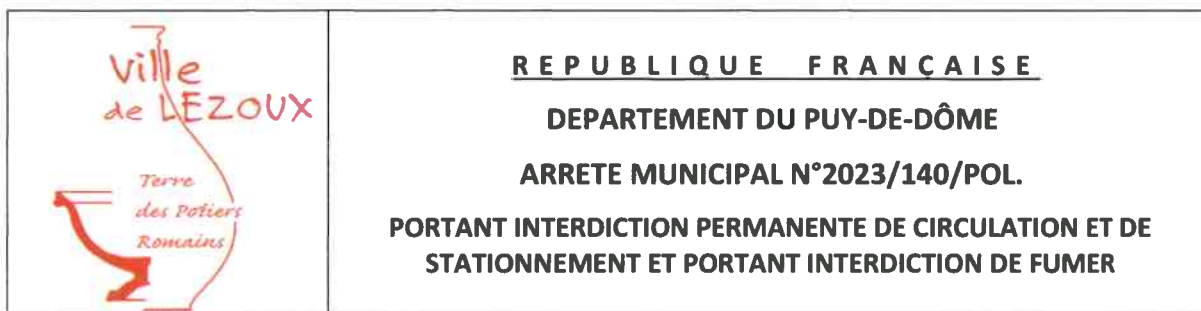 Ville
de LEZOUX
Terre
des Potiers
Romains
REPUBLIQUE FRANÇAISE
DEPARTEMENT DU PUY-DE-DÔME
ARRETE MUNICIPAL N°2023/140/POL.
PORTANT INTERDICTION PERMANENTE DE CIRCULATION ET DE
STATIONNEMENT ET PORTANT INTERDICTION DE FUMER